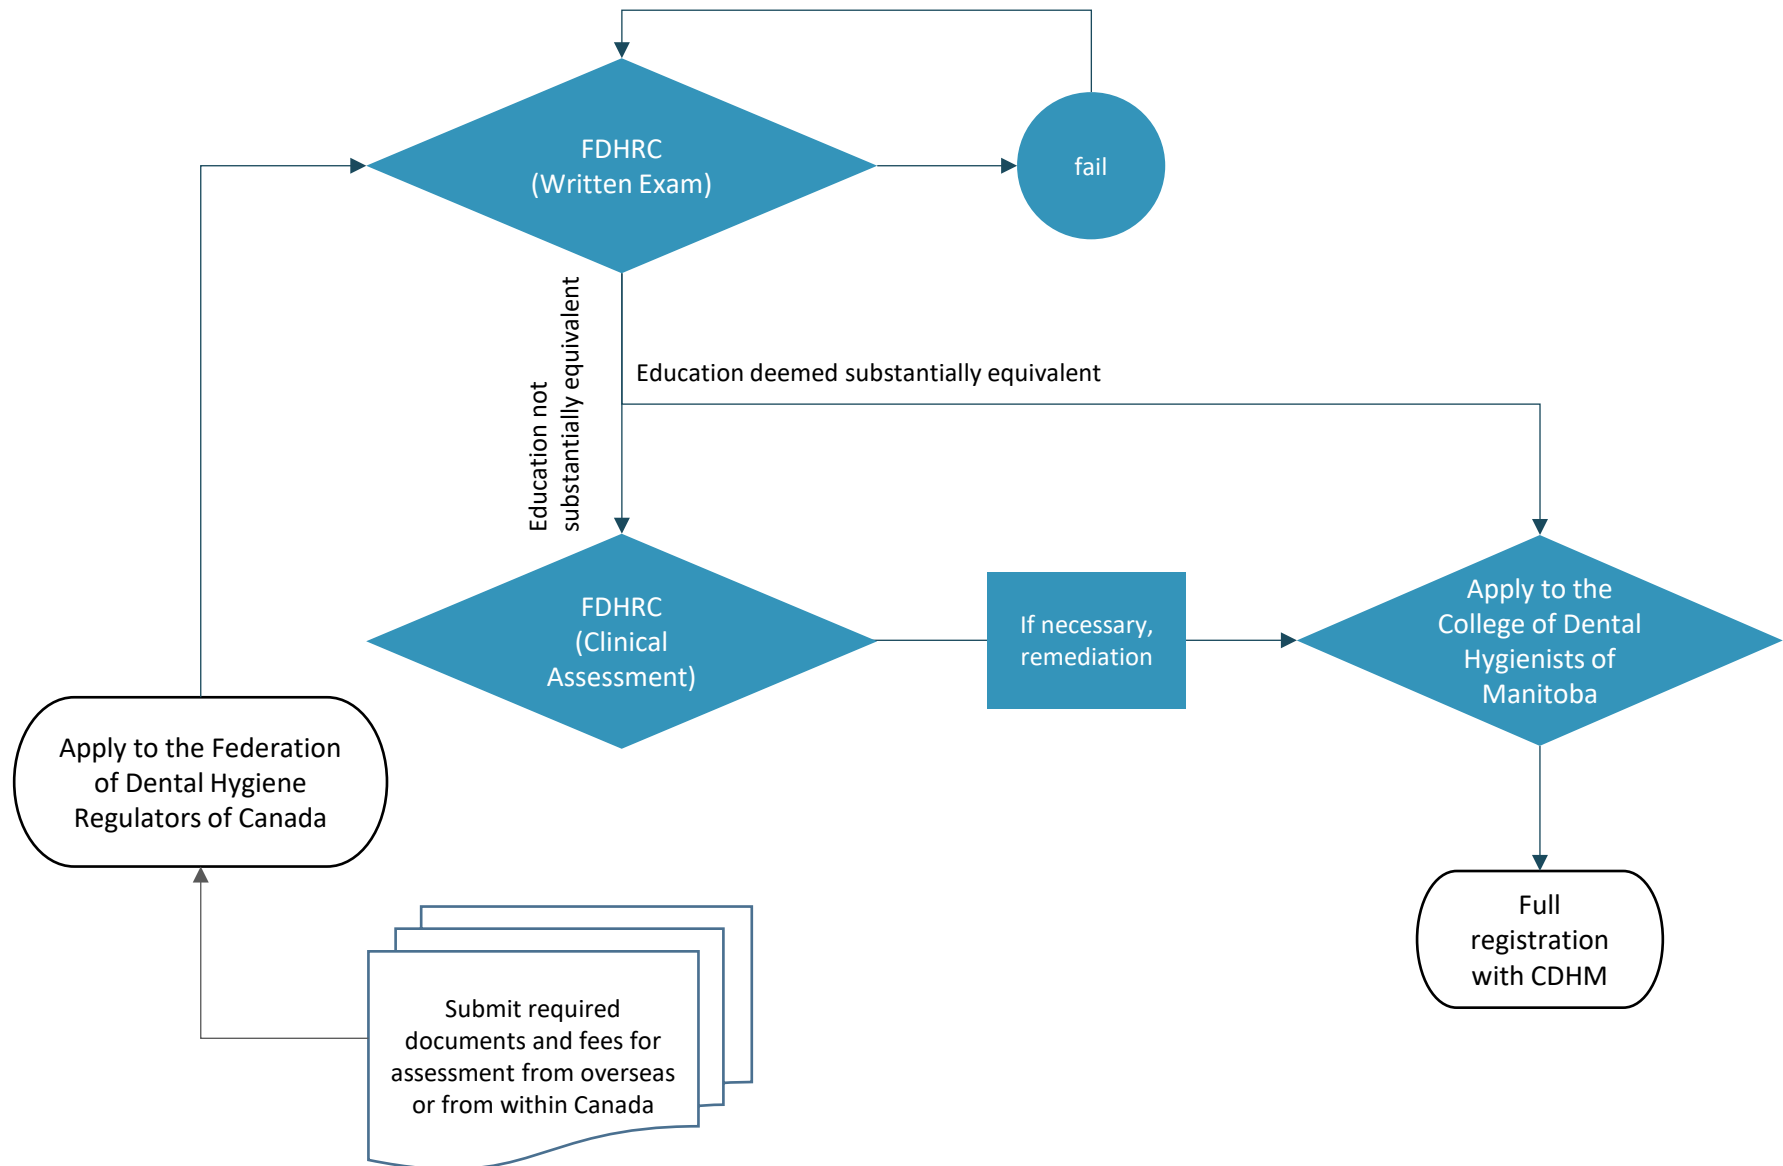 FDHRC
(Written Exam)
fail
Education not
substantially equivalent
Education deemed substantially equivalent
FDHRC
(Clinical
Assessment)
If necessary,
remediation
Apply to the
College of Dental
Hygienists of
Manitoba
Apply to the Federation
of Dental Hygiene
Regulators of Canada
Full
registration
with CDHM
Submit required
documents and fees for
assessment from overseas
or from within Canada